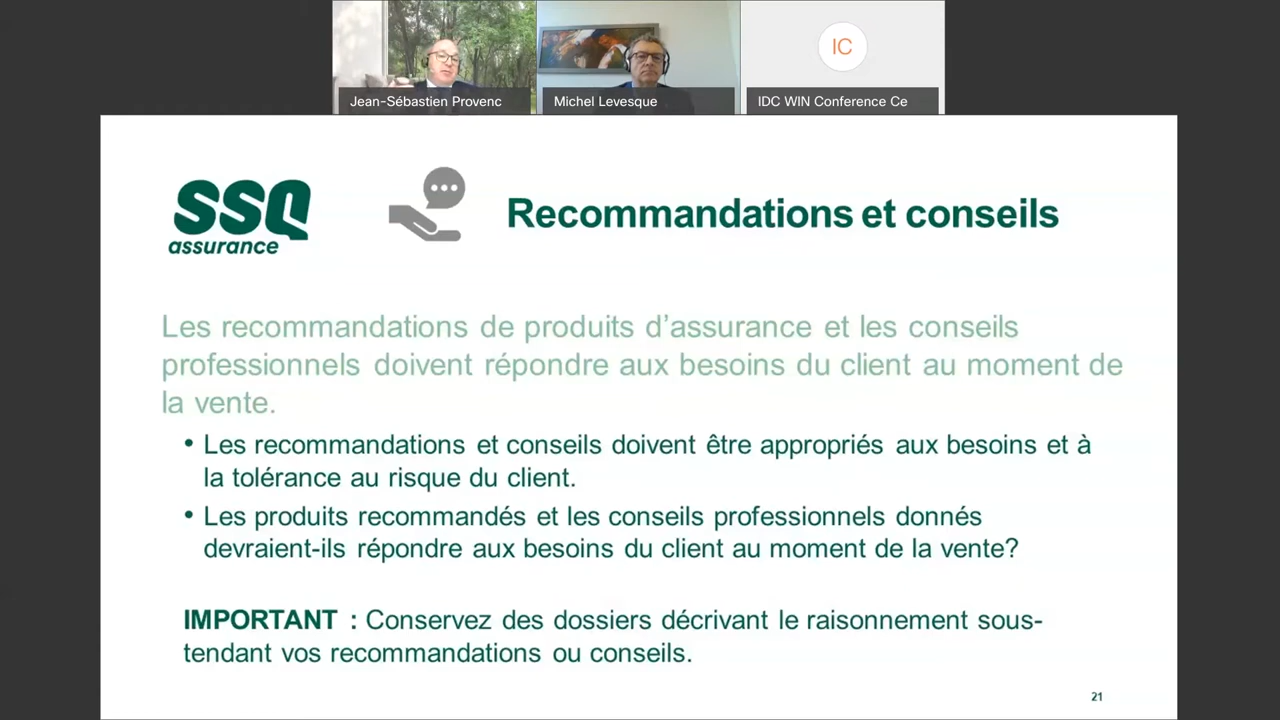 Jean-Sébastien Provenc
Michel Levesque
IC
IDC WIN Conference Ce
SSQ
assurance
Recommandations et conseils
Les recommandations de produits d’assurance et les conseils
professionnels doivent répondre aux besoins du client au moment de
la vente.
• Les recommandations et conseils doivent être appropriés aux besoins et à
la tolérance au risque du client.
• Les produits recommandés et les conseils professionnels donnés
devraient-ils répondre aux besoins du client au moment de la vente?
IMPORTANT : Conservez des dossiers décrivant le raisonnement sous-
tendant vos recommandations ou conseils.
21